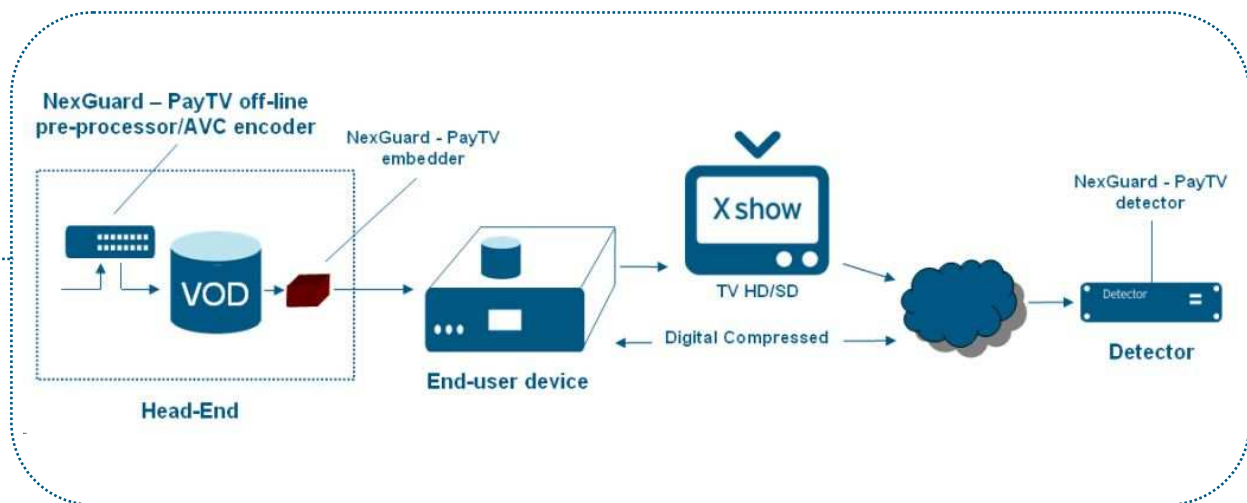 NexGuard – PayTV off-line
pre-processor/AVC encoder
NexGuard - PayTV
embedder
VOD
Head-End
End-user device
X show
TV HD/SD
Digital Compressed
NexGuard - PayTV
detector
Detector
Detector